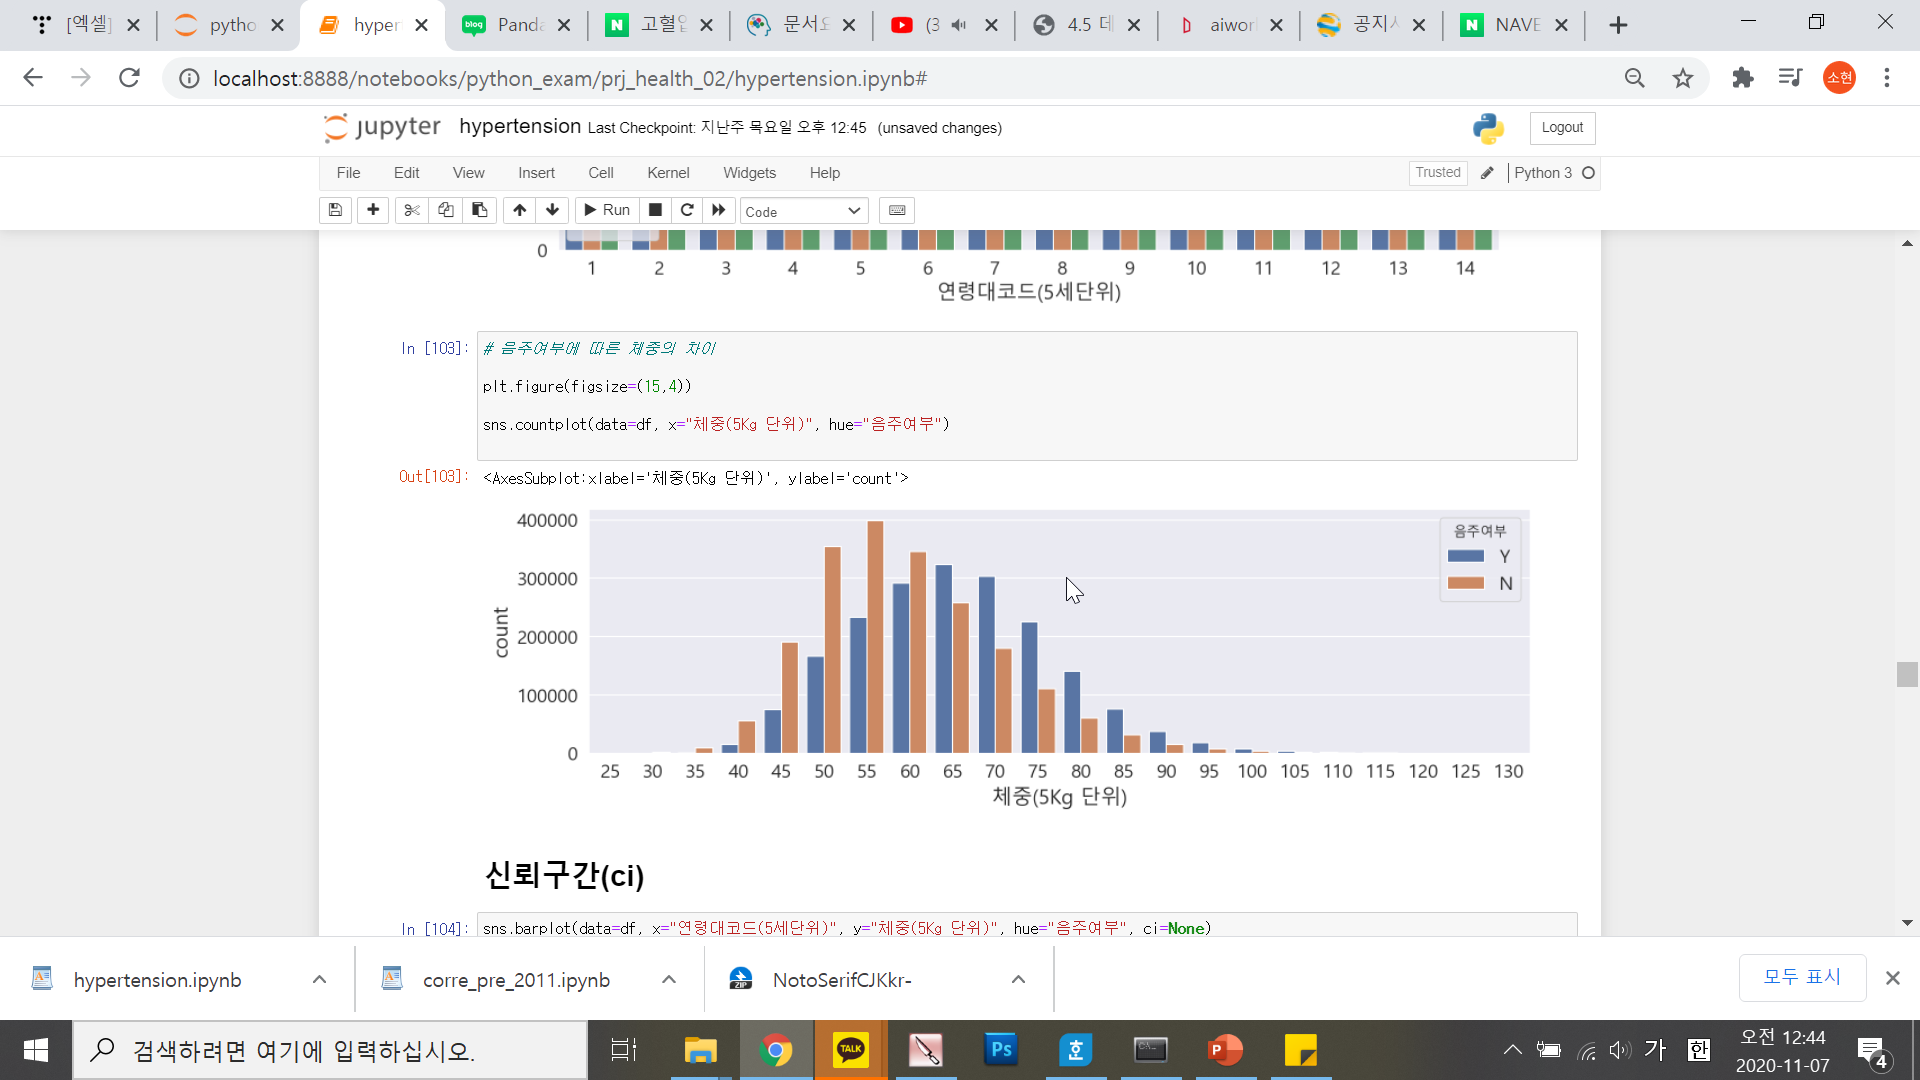 [엑셀]
pytho
hyper
blog Panda
고혈압
문서요
(3
4.5 데
aiwor
공지사
NAVE
localhost:8888/notebooks/python_exam/prj_health_02/hypertension.ipynb#
소현
jupyter hypertension Last Checkpoint: 지난주 목요일 오후 12:45 (unsaved changes)
Logout
File Edit View Insert Cell Kernel Widgets Help
Trusted Python 3
Run Code
0
1 2 3 4 5 6 7 8 9 10 11 12 13 14
연령대코드(5세단위)
In [103]:
# 음주여부에 따른 체중의 차이
plt.figure(figsize=(15,4))
sns.countplot(data=df, x="체중(5Kg 단위)", hue="음주여부")
Out[103]: <AxesSubplot:xlabel='체중(5Kg 단위)', ylabel='count'>
400000
300000
200000
100000
0
count
음주여부
Y
N
25 30 35 40 45 50 55 60 65 70 75 80 85 90 95 100 105 110 115 120 125 130
체중(5Kg 단위)
신뢰구간(ci)
In [104]: sns.barplot(data=df, x="연령대코드(5세단위)", y="체중(5Kg 단위)", hue="음주여부", ci=None)
hypertension.ipynb
corre_pre_2011.ipynb
ZIP NotoSerifCJKkr-
모두 표시
검색하려면 여기에 입력하십시오.
TALK
Ps
호
P
가
한
오전 12:44
2020-11-07
4